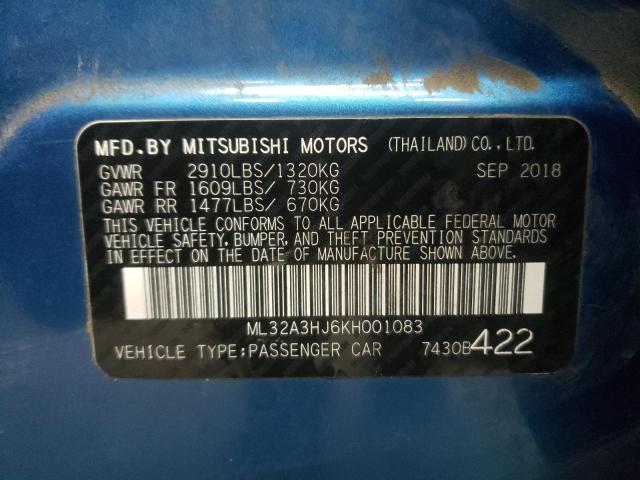 MFD.BY MITSUBISHI MOTORS (THAILAND)CO.,LTD.
GVWR 2910LBS/1320KG SEP 2018
GAWR FR 1609LBS/ 730KG
GAWR RR 1477LBS/ 670KG
THIS VEHICLE CONFORMS TO ALL APPLICABLE FEDERAL MOTOR
VEHICLE SAFETY, BUMPER, AND THEFT PREVENTION STANDARDS
IN EFFECT ON THE DATE OF MANUFACTURE SHOWN ABOVE.
ML32A3HJ6KH001083
VEHICLE TYPE:PASSENGER CAR 7430B422